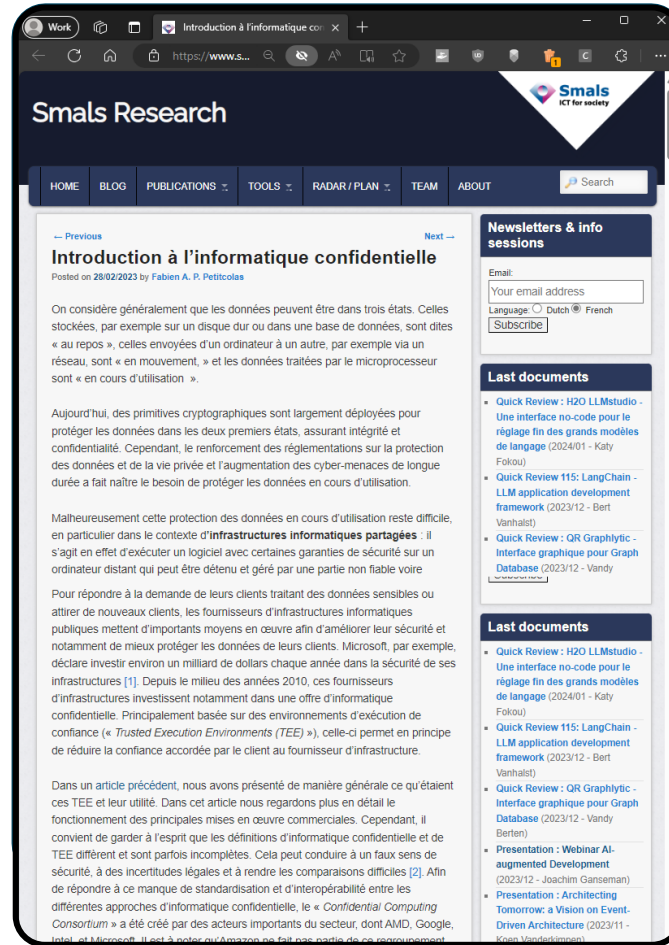 Work
Introduction à l'informatique con
https://www.s...
A
1
C
Smals Research
Smals
ICT for society
HOME
BLOG
PUBLICATIONS
TOOLS
RADAR / PLAN
TEAM
ABOUT
Search
← Previous
Next →
Introduction à l'informatique confidentielle
Posted on 28/02/2023 by Fabien A. P. Petitcolas
On considère généralement que les données peuvent être dans trois états. Celles
stockées, par exemple sur un disque dur ou dans une base de données, sont dites
« au repos », celles envoyées d'un ordinateur à un autre, par exemple via un
réseau, sont « en mouvement, » et les données traitées par le microprocesseur
sont « en cours d'utilisation ».
Aujourd'hui, des primitives cryptographiques sont largement déployées pour
protéger les données dans les deux premiers états, assurant intégrité et
confidentialité. Cependant, le renforcement des réglementations sur la protection
des données et de la vie privée et l'augmentation des cyber-menaces de longue
durée a fait naître le besoin de protéger les données en cours d'utilisation.
Malheureusement cette protection des données en cours d'utilisation reste difficile,
en particulier dans le contexte d'infrastructures informatiques partagées : il
s'agit en effet d'exécuter un logiciel avec certaines garanties de sécurité sur un
ordinateur distant qui peut être détenu et géré par une partie non fiable voire
Pour répondre à la demande de leurs clients traitant des données sensibles ou
attirer de nouveaux clients, les fournisseurs d'infrastructures informatiques
publiques mettent d'importants moyens en œuvre afin d'améliorer leur sécurité et
notamment de mieux protéger les données de leurs clients. Microsoft, par exemple,
déclare investir environ un milliard de dollars chaque année dans la sécurité de ses
infrastructures [1]. Depuis le milieu des années 2010, ces fournisseurs
d'infrastructures investissent notamment dans une offre d'informatique
confidentielle. Principalement basée sur des environnements d'exécution de
confiance (« Trusted Execution Environments (TEE) »), celle-ci permet en principe
de réduire la confiance accordée par le client au fournisseur d'infrastructure.
Dans un article précédent, nous avons présenté de manière générale ce qu'étaient
ces TEE et leur utilité. Dans cet article nous regardons plus en détail le
fonctionnement des principales mises en œuvre commerciales. Cependant, il
convient de garder à l'esprit que les définitions d'informatique confidentielle et de
TEE diffèrent et sont parfois incomplètes. Cela peut conduire à un faux sens de
sécurité, à des incertitudes légales et à rendre les comparaisons difficiles [2]. Afin
de répondre à ce manque de standardisation et d'interopérabilité entre les
différentes approches d'informatique confidentielle, le « Confidential Computing
Consortium » a été créé par des acteurs importants du secteur, dont AMD, Google,
Intel, et Microsoft. Il est à noter qu'Amazon ne fait pas partie de ce regroupement
Newsletters & info
sessions
Email:
Your email address
Language: Dutch French
Subscribe
Last documents
Quick Review : H2O LLMstudio -
Une interface no-code pour le
règlage fin des grands modèles
de langage (2024/01 - Katy
Fokou)
Quick Review 115: LangChain -
LLM application development
framework (2023/12 - Bert
Vanhalst)
Quick Review : QR Graphlytic -
Interface graphique pour Graph
Database (2023/12 - Vandy
Subscribe
Last documents
Quick Review : H2O LLMstudio -
Une interface no-code pour le
règlage fin des grands modèles
de langage (2024/01 - Katy
Fokou)
Quick Review 115: LangChain -
LLM application development
framework (2023/12 - Bert
Vanhalst)
Quick Review : QR Graphlytic -
Interface graphique pour Graph
Database (2023/12 - Vandy
Berten)
Presentation : Webinar AI-
augmented Development
(2023/12 - Joachim Ganseman)
Presentation : Architecting
Tomorrow: a Vision on Event-
Driven Architecture (2023/11 -
Koen Vanderkimpen)